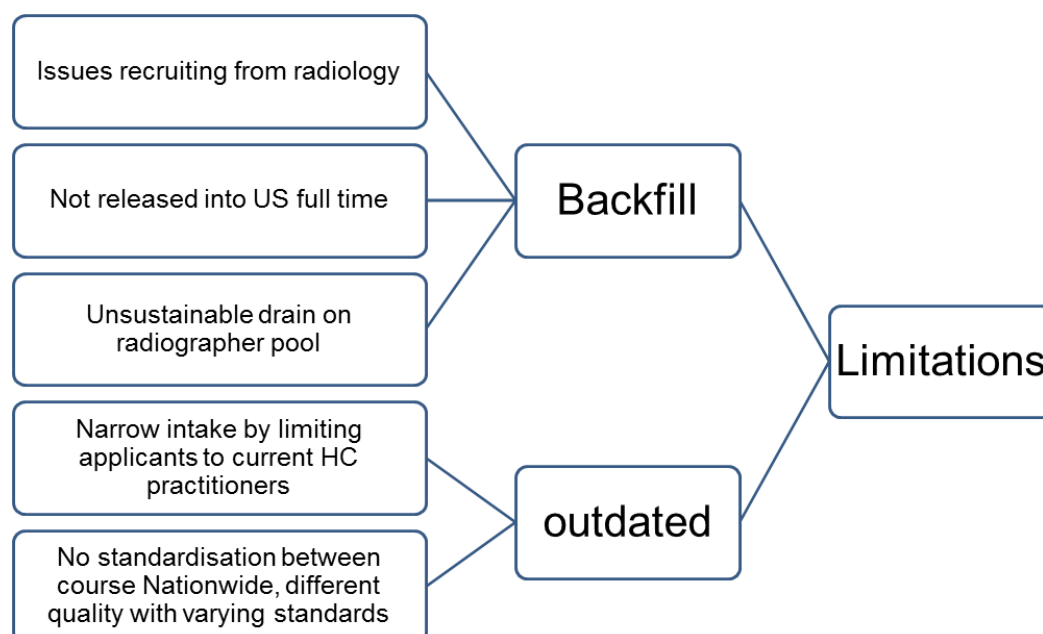 Issues recruiting from radiology
Not released into US full time
Unsustainable drain on
radiographer pool
Narrow intake by limiting
applicants to current HC
practitioners
No standardisation between
course Nationwide, different
quality with varying standards
Backfill
outdated
Limitations